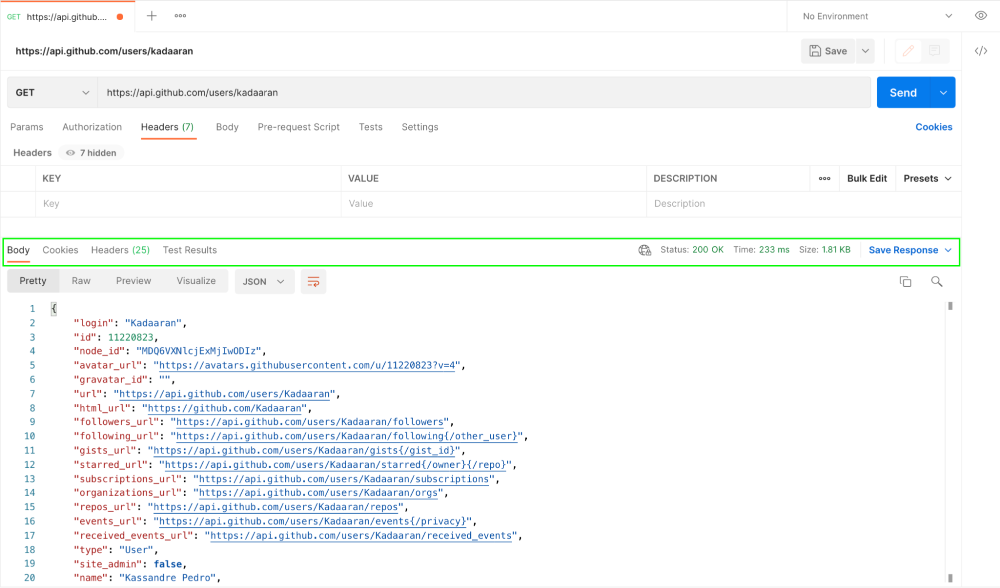 GET https://api.github.... No Environment
https://api.github.com/users/kadaaran Save </>
GET https://api.github.com/users/kadaaran Send
Params Authorization Headers (7) Body Pre-request Script Tests Settings Cookies
Headers 7 hidden
KEY VALUE DESCRIPTION Bulk Edit Presets
Key Value Description
Body Cookies Headers (25) Test Results Status: 200 OK Time: 233 ms Size: 1.81 KB Save Response
Pretty Raw Preview Visualize JSON
1 {
2 "login": "Kadaaran",
3 "id": 11220823,
4 "node_id": "MDQ6VXNlcjExMjIwODIz",
5 "avatar_url": "https://avatars.githubusercontent.com/u/11220823?v=4",
6 "gravatar_id": "",
7 "url": "https://api.github.com/users/Kadaaran",
8 "html_url": "https://github.com/Kadaaran",
9 "followers_url": "https://api.github.com/users/Kadaaran/followers",
10 "following_url": "https://api.github.com/users/Kadaaran/following{/other_user}",
11 "gists_url": "https://api.github.com/users/Kadaaran/gists{/gist_id}",
12 "starred_url": "https://api.github.com/users/Kadaaran/starred{/owner}{/repo}",
13 "subscriptions_url": "https://api.github.com/users/Kadaaran/subscriptions",
14 "organizations_url": "https://api.github.com/users/Kadaaran/orgs",
15 "repos_url": "https://api.github.com/users/Kadaaran/repos",
16 "events_url": "https://api.github.com/users/Kadaaran/events{/privacy}",
17 "received_events_url": "https://api.github.com/users/Kadaaran/received_events",
18 "type": "User",
19 "site_admin": false,
20 "name": "Kassandre Pedro",